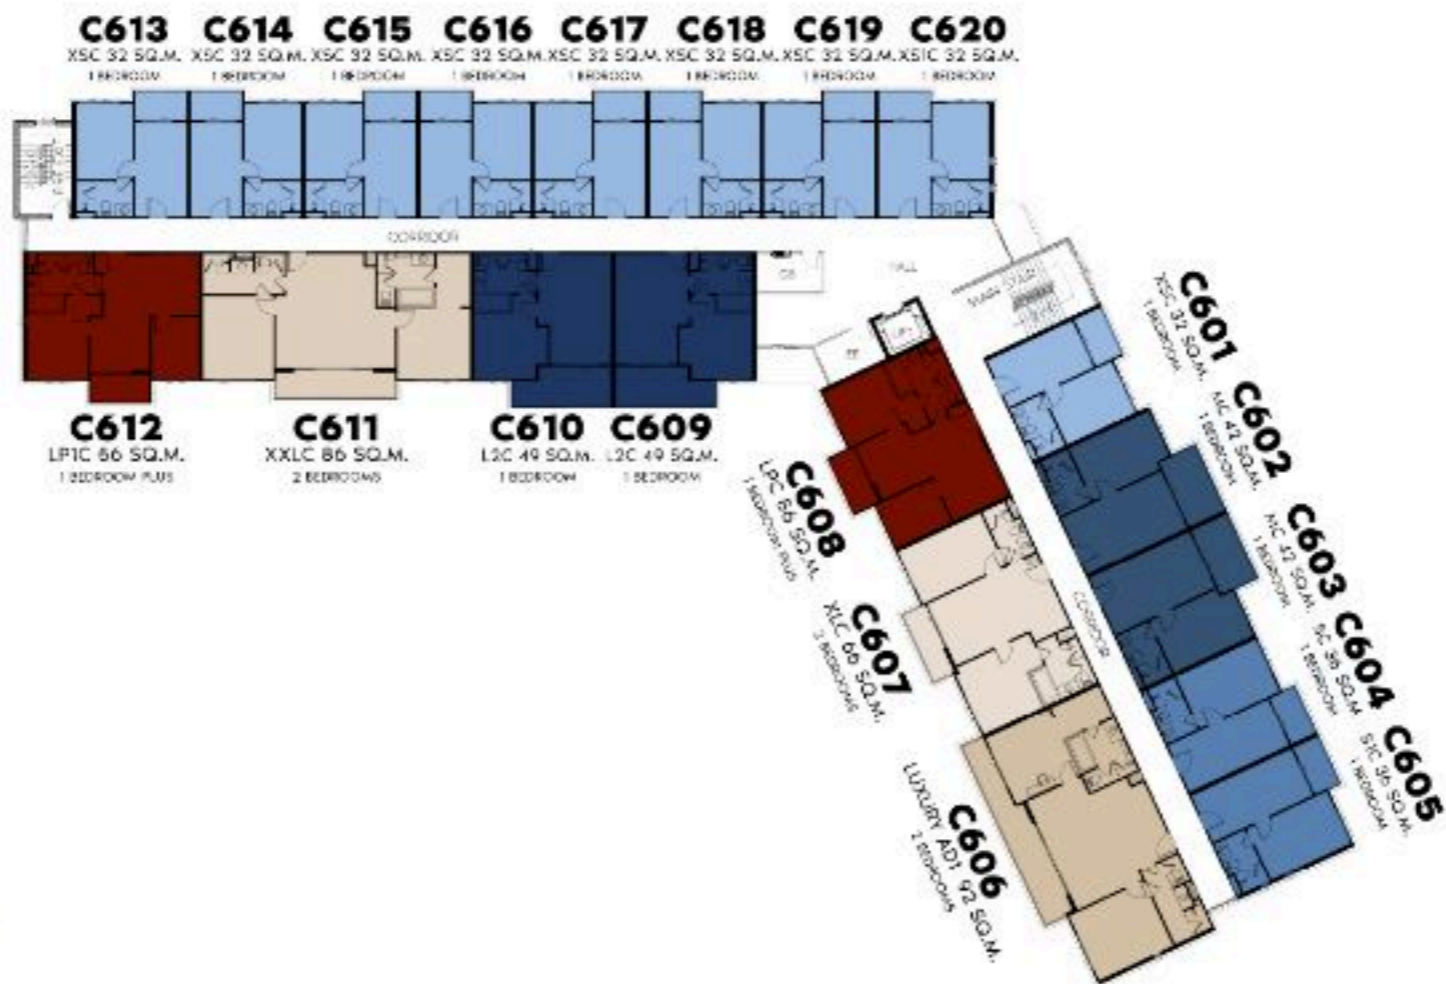 C613
XSC 32 SQ.M.
1 BEDROOM
C614
XSC 32 SQ.M.
1 BEDROOM
C615
XSC 32 SQ.M.
1 BEDROOM
C616
XSC 32 SQ.M.
1 BEDROOM
C617
XSC 32 SQ.M.
1 BEDROOM
C618
XSC 32 SQ.M.
1 BEDROOM
C619
XSC 32 SQ.M.
1 BEDROOM
C620
XS1C 32 SQ.M.
1 BEDROOM
CORRIDOR
HALL
MAIN STAIR
C612
LP1C 66 SQ.M.
1 BEDROOM PLUS
C611
XXLC 86 SQ.M.
2 BEDROOMS
C610
L2C 49 SQ.M.
1 BEDROOM
C609
L2C 49 SQ.M.
1 BEDROOM
C601
XSC 32 SQ.M.
1 BEDROOM
C602
MC 42 SQ.M.
1 BEDROOM
C603
MC 42 SQ.M.
1 BEDROOM
C604
SC 36 SQ.M.
1 BEDROOM
C605
S1C 36 SQ.M.
1 BEDROOM
C608
LPC 66 SQ.M.
1 BEDROOM PLUS
C607
XLC 66 SQ.M.
2 BEDROOMS
C606
LUXURY AD1 92 SQ.M.
2 BEDROOMS
CORRIDOR